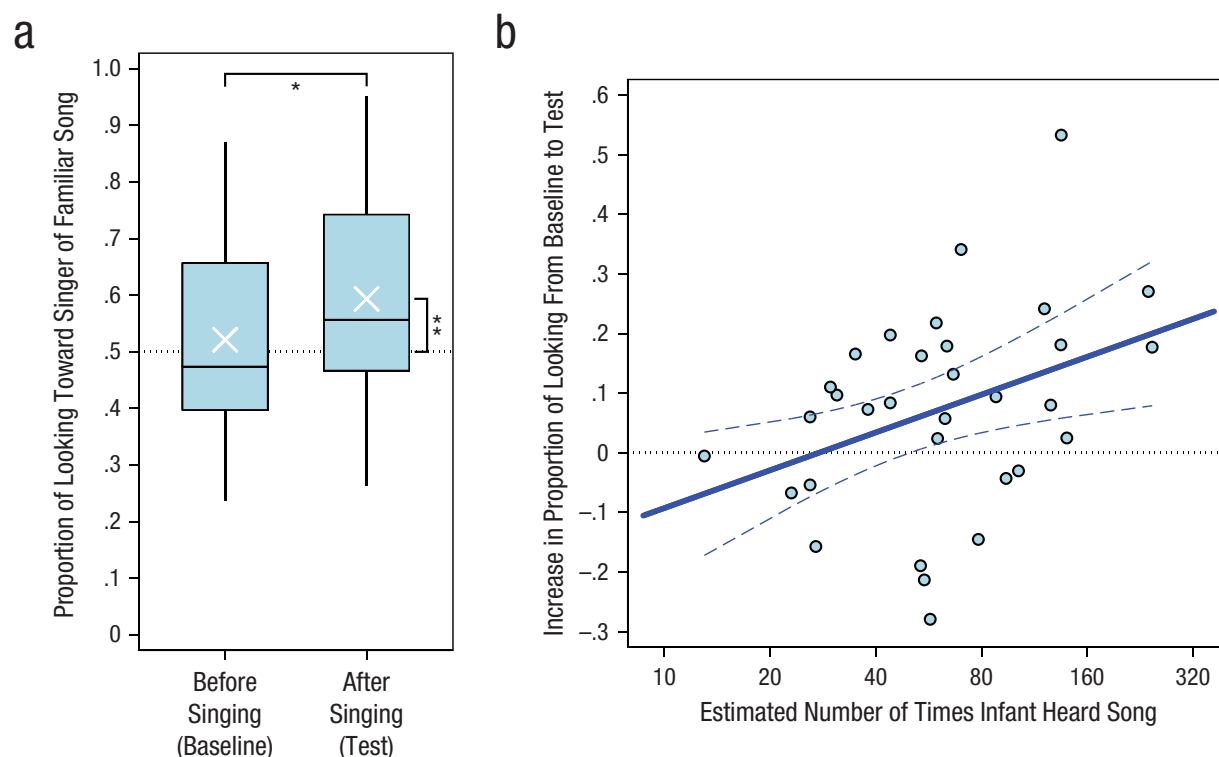 a
Proportion of Looking Toward Singer of Familiar Song
1.0
.9
.8
.7
.6
.5
.4
.3
.2
.1
0
*
**
Before
Singing
(Baseline)
After
Singing
(Test)
b
Increase in Proportion of Looking From Baseline to Test
.6
.5
.4
.3
.2
.1
0
–.1
–.2
–.3
10
20
40
80
160
320
Estimated Number of Times Infant Heard Song